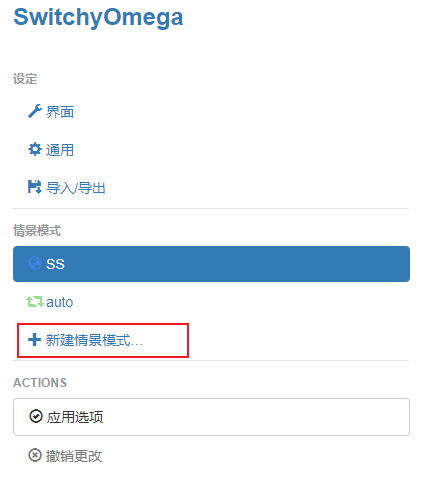 SwitchyOmega
设定
界面
通用
导入/导出
情景模式
SS
auto
新建情景模式…
ACTIONS
应用选项
撤销更改